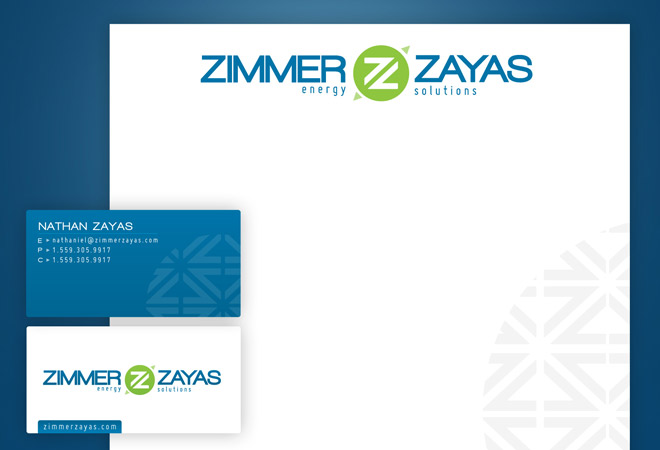 ZIMMER Z ZAYAS
energy solutions
NATHAN ZAYAS
E ▸ nathaniel@zimmerzayas.com
P ▸ 1.559.305.9917
C ▸ 1.559.305.9917
ZIMMER Z ZAYAS
energy solutions
zimmerzayas.com